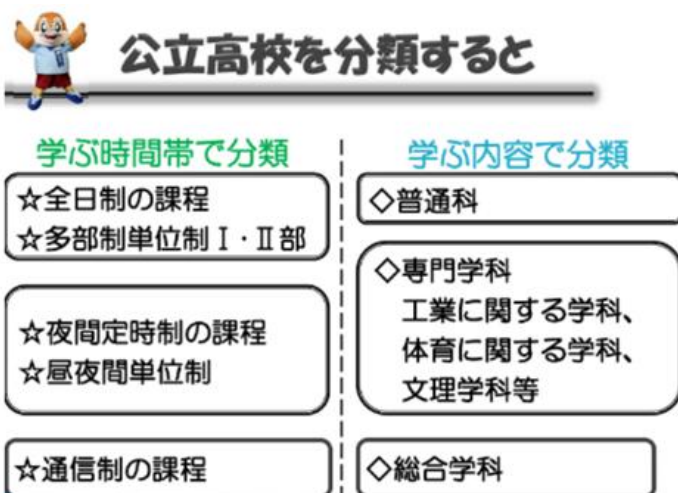 公立高校を分類すると
学ぶ時間帯で分類
☆全日制の課程
☆多部制単位制Ⅰ・Ⅱ部
☆夜間定時制の課程
☆昼夜間単位制
☆通信制の課程
学ぶ内容で分類
◇普通科
◇専門学科
工業に関する学科、
体育に関する学科、
文理学科等
◇総合学科